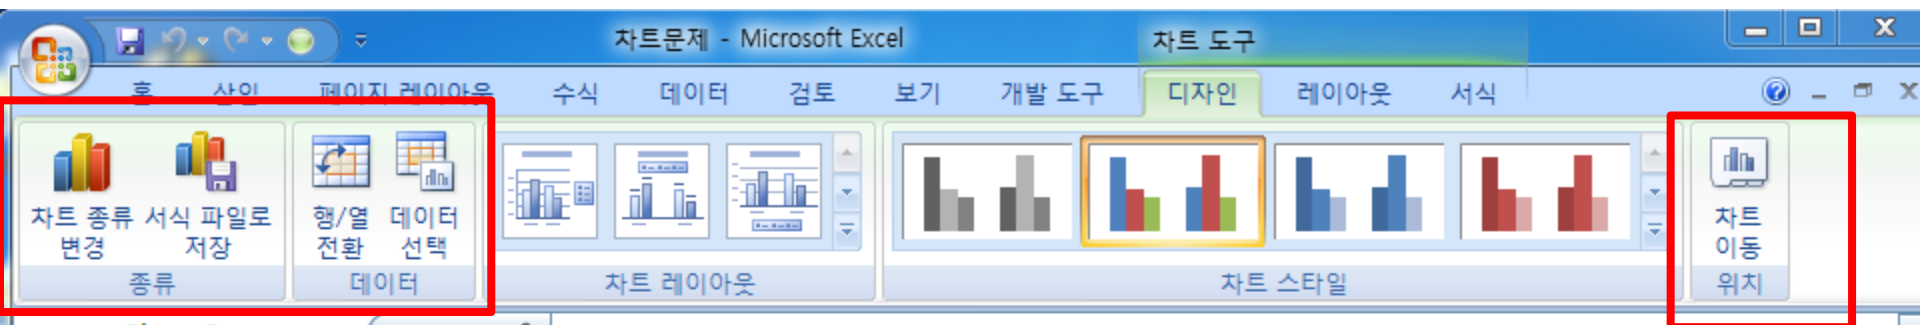 차트문제 - Microsoft Excel
차트 도구
홈 삽입 페이지 레이아웃 수식 데이터 검토 보기 개발 도구 디자인 레이아웃 서식
차트 종류 서식 파일로 행/열 데이터 차트
변경 저장 전환 선택 이동
종류 데이터 차트 레이아웃 차트 스타일 위치